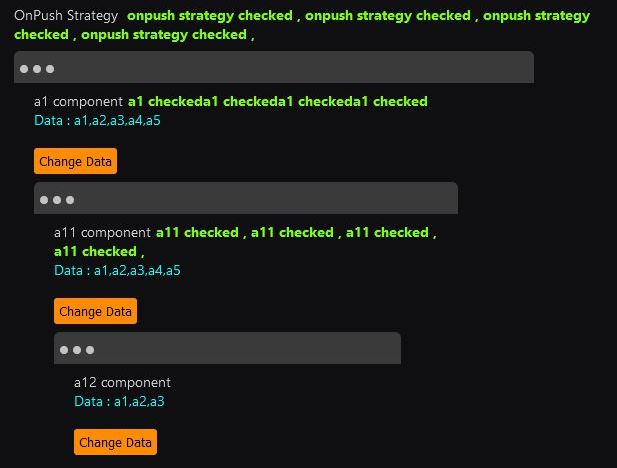 OnPush Strategy onpush strategy checked , onpush strategy checked , onpush strategy
checked , onpush strategy checked ,
a1 component a1 checkeda1 checkeda1 checkeda1 checked
Data : a1,a2,a3,a4,a5
Change Data
a11 component a11 checked , a11 checked , a11 checked ,
a11 checked ,
Data : a1,a2,a3,a4,a5
Change Data
a12 component
Data : a1,a2,a3
Change Data